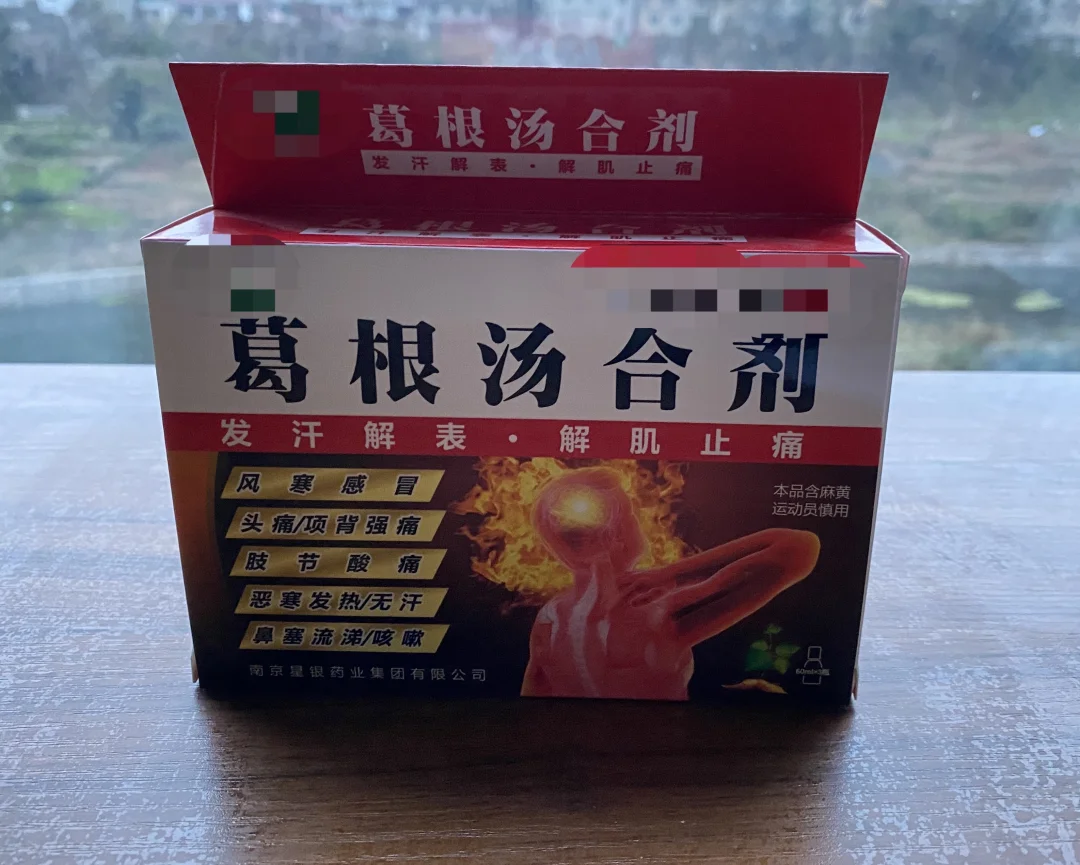 葛根汤合剂
发汗解表·解肌止痛
葛根汤合剂
发汗解表·解肌止痛
风寒感冒
头痛/项背强痛
肢节酸痛
恶寒发热/无汗
鼻塞流涕/咳嗽
本品含麻黄
运动员慎用
南京星银药业集团有限公司